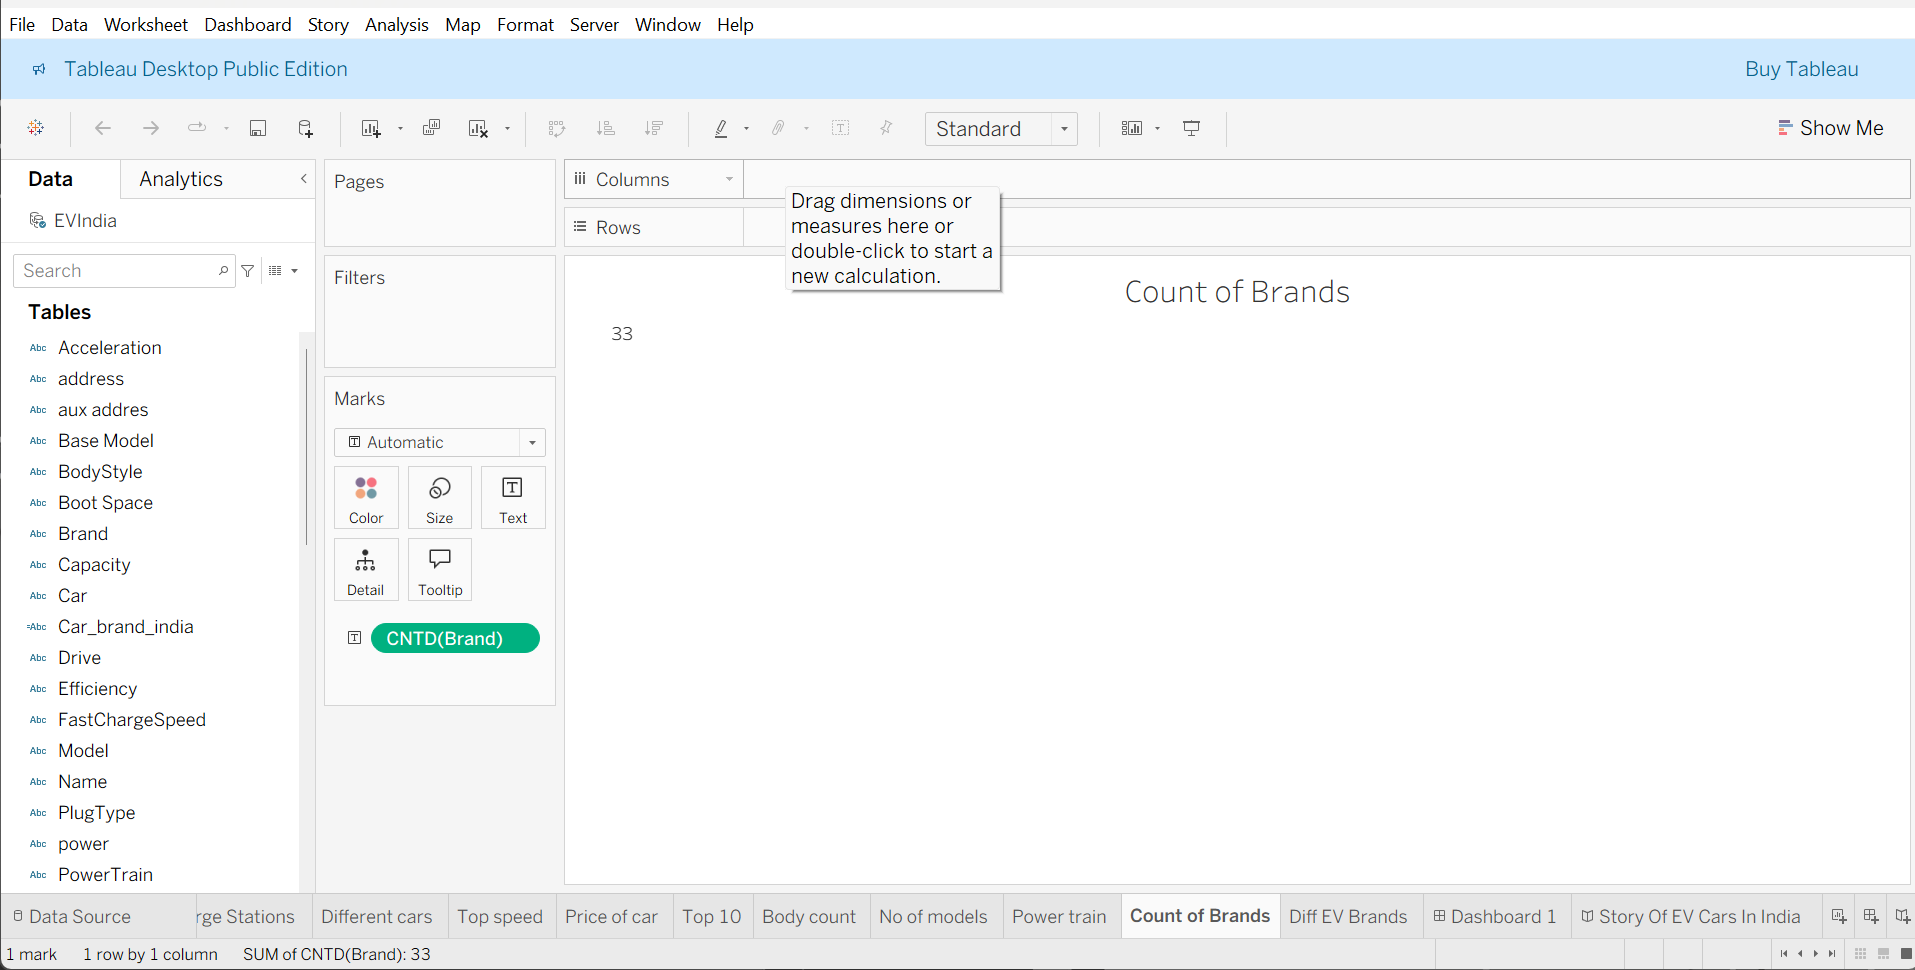 File Data Worksheet Dashboard Story Analysis Map Format Server Window Help
Tableau Desktop Public Edition
Buy Tableau
Standard
Show Me
Data
Analytics
EVIndia
Search
Tables
Abc Acceleration
Abc address
Abc aux addres
Abc Base Model
Abc BodyStyle
Abc Boot Space
Abc Brand
Abc Capacity
Abc Car
=Abc Car_brand_india
Abc Drive
Abc Efficiency
Abc FastChargeSpeed
Abc Model
Abc Name
Abc PlugType
Abc power
Abc PowerTrain
Pages
Filters
Marks
T Automatic
Color
Size
T
Text
Detail
Tooltip
T CNTD(Brand)
Columns
Rows
Drag dimensions or
measures here or
double-click to start a
new calculation.
Count of Brands
33
Data Source
rge Stations
Different cars
Top speed
Price of car
Top 10
Body count
No of models
Power train
Count of Brands
Diff EV Brands
Dashboard 1
Story Of EV Cars In India
1 mark
1 row by 1 column
SUM of CNTD(Brand): 33